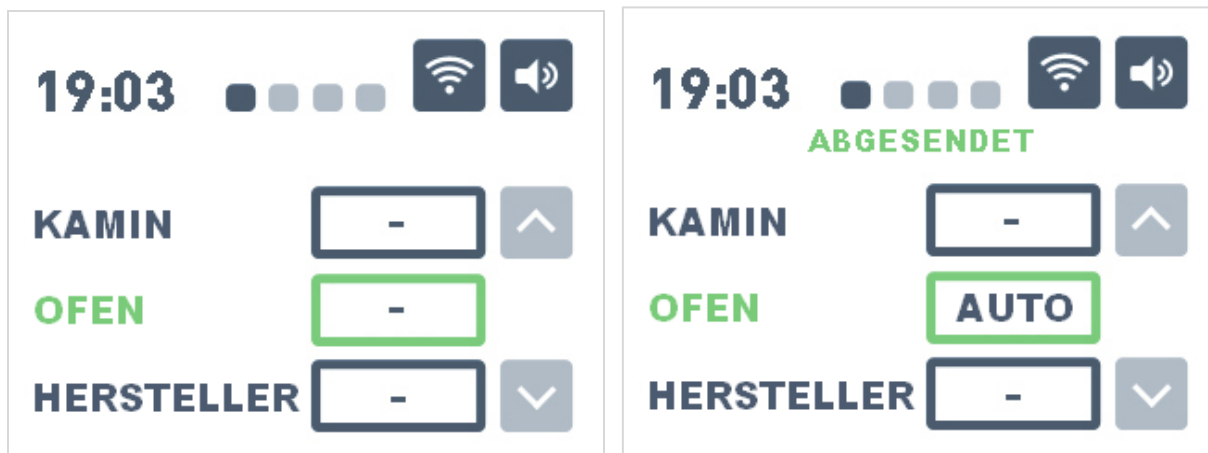 19:03
KAMIN -
OFEN -
HERSTELLER -
19:03
ABGESENDET
KAMIN -
OFEN AUTO
HERSTELLER -